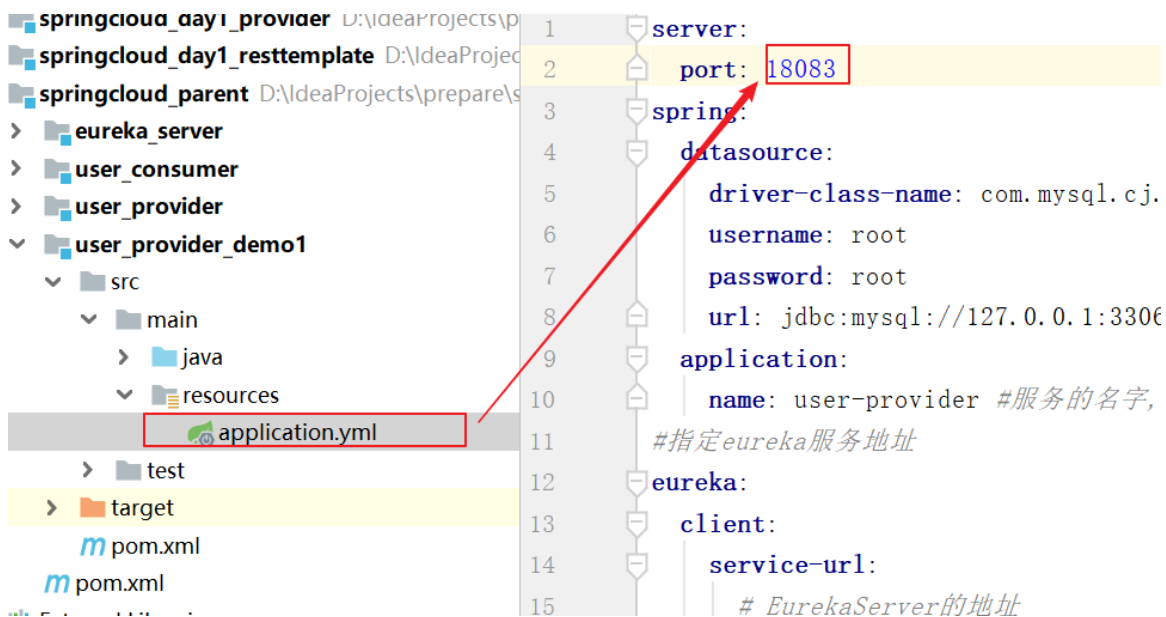 springcloud_day1_provider D:\IdeaProjects\p
springcloud_day1_resttemplate D:\IdeaProjec
springcloud_parent D:\IdeaProjects\prepare\s
eureka_server
user_consumer
user_provider
user_provider_demo1
src
main
java
resources
application.yml
test
target
pom.xml
pom.xml
1 server:
2 port: 18083
3 spring:
4 datasource:
5 driver-class-name: com.mysql.cj.
6 username: root
7 password: root
8 url: jdbc:mysql://127.0.0.1:3306
9 application:
10 name: user-provider #服务的名字,
11 #指定eureka服务地址
12 eureka:
13 client:
14 service-url:
15 # EurekaServer的地址